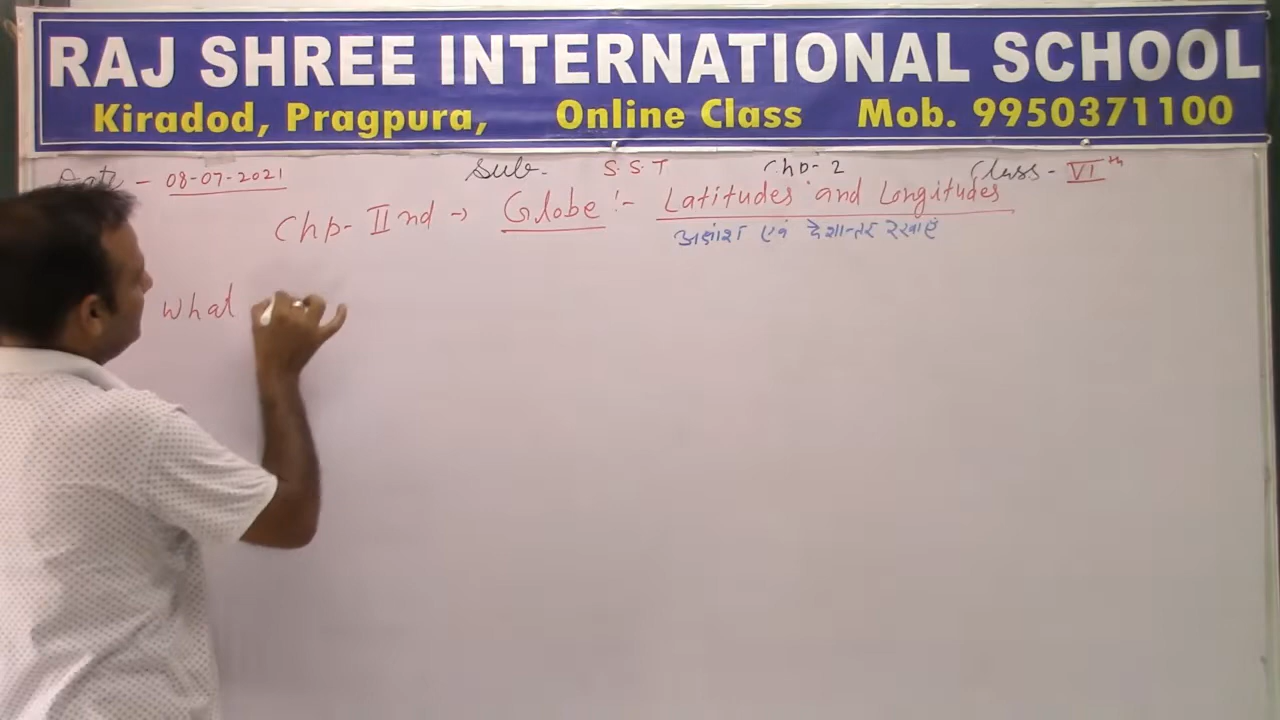 RAJ SHREE INTERNATIONAL SCHOOL
Kiradod, Pragpura, Online Class Mob. 9950371100
Date - 08-07-2021 Sub. S.S.T Chp-2 Class - VIth
Chp- IInd → Globe :- Latitudes and Longitudes
अक्षांश एवं देशान्तर रेखाएँ
What